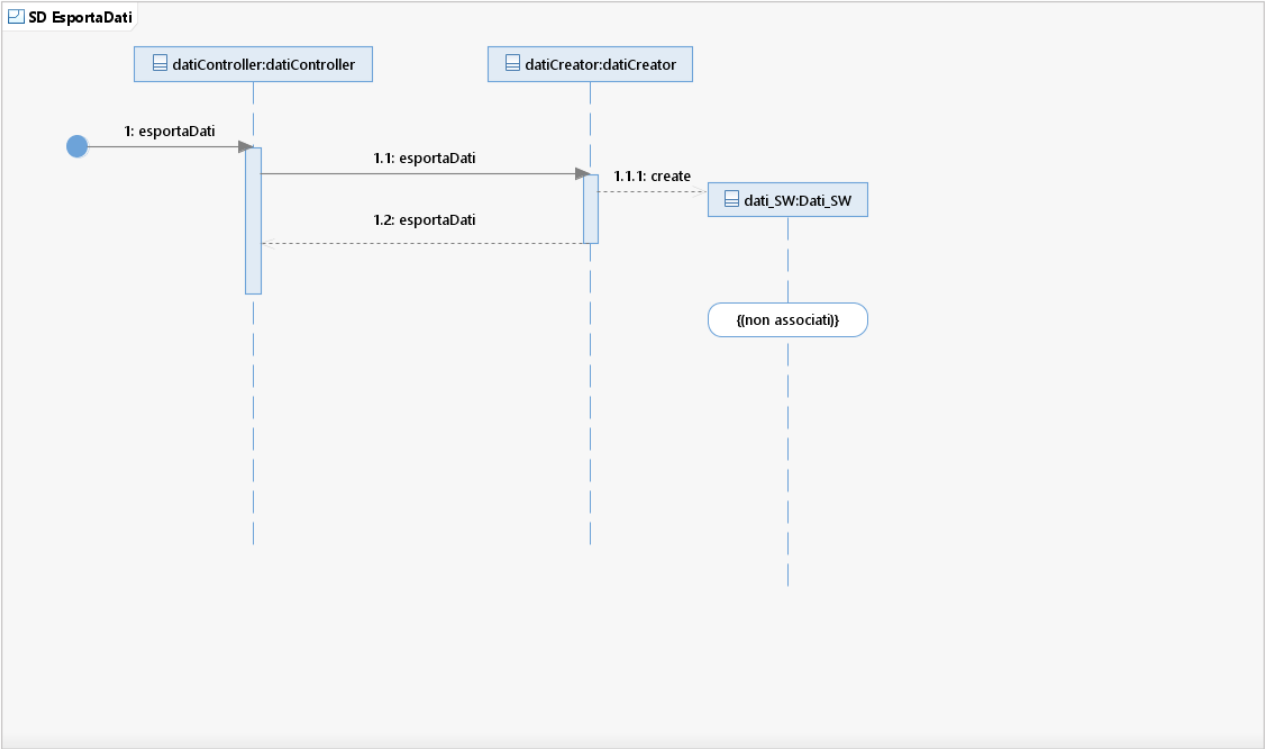 SD EsportaDati
datiController:datiController
datiCreator:datiCreator
1: esportaDati
1.1: esportaDati
1.1.1: create
dati_SW:Dati_SW
1.2: esportaDati
{(non associati)}